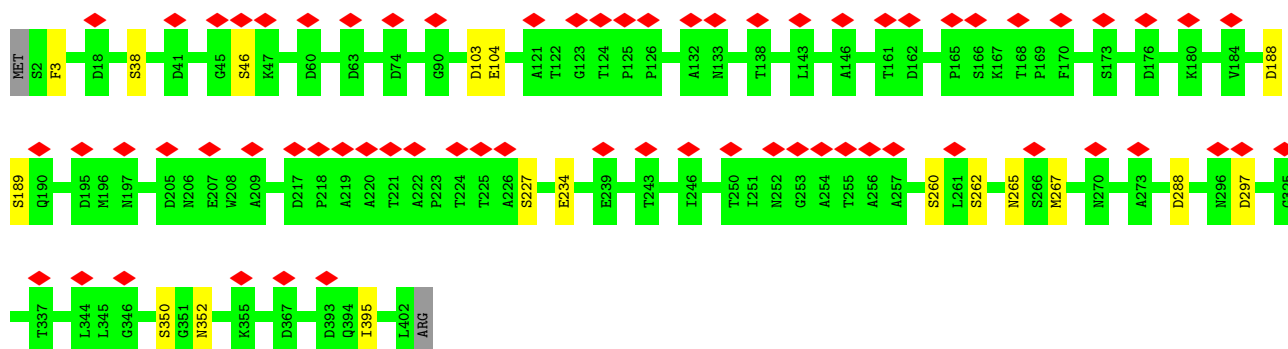 MET S2 F3 D18 S38 D41 G45 S46 K47 D60 D63 D74 G90 D103 E104 A121 T122 G123 T124 P125 P126 A132 N133 T138 L143 A146 T161 D162 P165 S166 K167 T168 P169 F170 S173 D176 K180 V184 D188
S189 Q190 D195 M196 N197 D205 N206 E207 W208 A209 D217 P218 A219 A220 T221 A222 P223 T224 T225 A226 S227 E234 E239 T243 I246 T250 I251 N252 G253 A254 T255 A256 A257 S260 L261 S262 N265 S266 M267 N270 A273 D288 N296 D297
T337 L344 L345 G346 S350 G351 N352 K355 D367 D393 Q394 I395 L402 ARG